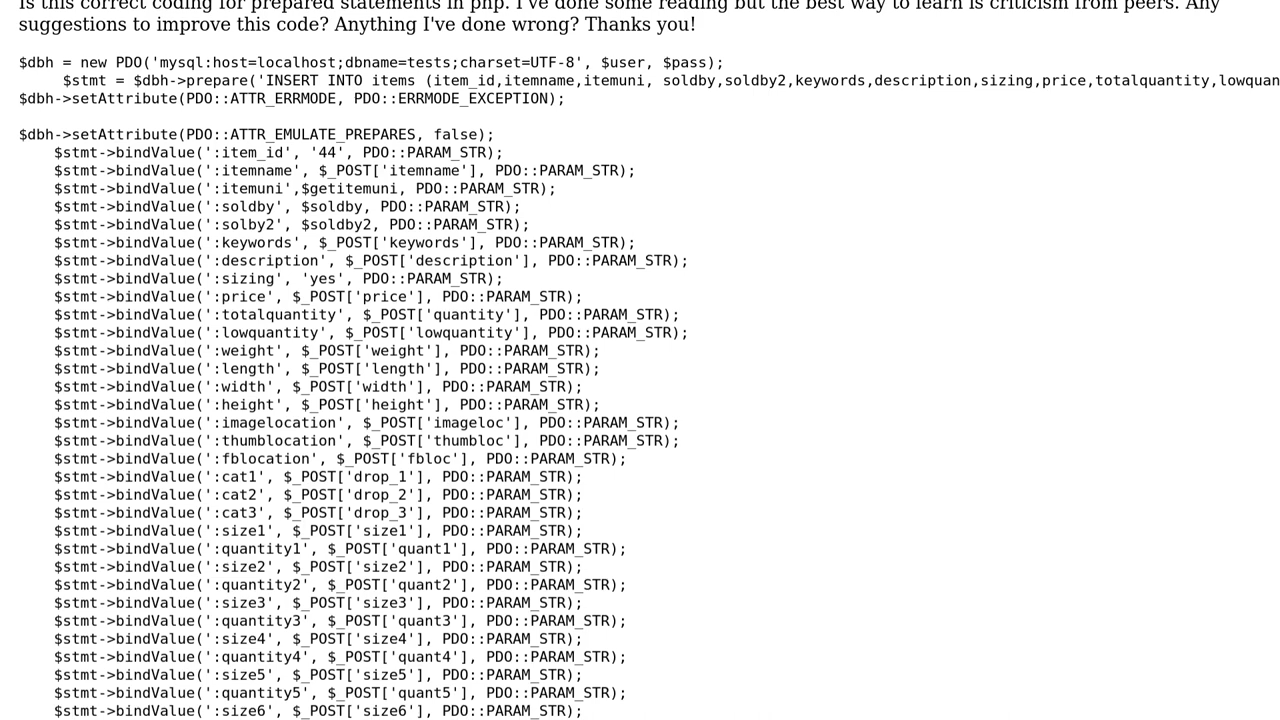 Is this correct coding for prepared statements in php. I've done some reading but the best way to learn is criticism from peers. Any
suggestions to improve this code? Anything I've done wrong? Thanks you!
$dbh = new PDO('mysql:host=localhost;dbname=tests;charset=UTF-8', $user, $pass);
$stmt = $dbh->prepare('INSERT INTO items (item_id,itemname,itemuni, soldby,soldby2,keywords,description,sizing,price,totalquantity,lowquan
$dbh->setAttribute(PDO::ATTR_ERRMODE, PDO::ERRMODE_EXCEPTION);
$dbh->setAttribute(PDO::ATTR_EMULATE_PREPARES, false);
$stmt->bindValue(':item_id', '44', PDO::PARAM_STR);
$stmt->bindValue(':itemname', $_POST['itemname'], PDO::PARAM_STR);
$stmt->bindValue(':itemuni',$getitemuni, PDO::PARAM_STR);
$stmt->bindValue(':soldby', $soldby, PDO::PARAM_STR);
$stmt->bindValue(':solby2', $soldby2, PDO::PARAM_STR);
$stmt->bindValue(':keywords', $_POST['keywords'], PDO::PARAM_STR);
$stmt->bindValue(':description', $_POST['description'], PDO::PARAM_STR);
$stmt->bindValue(':sizing', 'yes', PDO::PARAM_STR);
$stmt->bindValue(':price', $_POST['price'], PDO::PARAM_STR);
$stmt->bindValue(':totalquantity', $_POST['quantity'], PDO::PARAM_STR);
$stmt->bindValue(':lowquantity', $_POST['lowquantity'], PDO::PARAM_STR);
$stmt->bindValue(':weight', $_POST['weight'], PDO::PARAM_STR);
$stmt->bindValue(':length', $_POST['length'], PDO::PARAM_STR);
$stmt->bindValue(':width', $_POST['width'], PDO::PARAM_STR);
$stmt->bindValue(':height', $_POST['height'], PDO::PARAM_STR);
$stmt->bindValue(':imagelocation', $_POST['imageloc'], PDO::PARAM_STR);
$stmt->bindValue(':thumblocation', $_POST['thumbloc'], PDO::PARAM_STR);
$stmt->bindValue(':fblocation', $_POST['fbloc'], PDO::PARAM_STR);
$stmt->bindValue(':cat1', $_POST['drop_1'], PDO::PARAM_STR);
$stmt->bindValue(':cat2', $_POST['drop_2'], PDO::PARAM_STR);
$stmt->bindValue(':cat3', $_POST['drop_3'], PDO::PARAM_STR);
$stmt->bindValue(':size1', $_POST['size1'], PDO::PARAM_STR);
$stmt->bindValue(':quantity1', $_POST['quant1'], PDO::PARAM_STR);
$stmt->bindValue(':size2', $_POST['size2'], PDO::PARAM_STR);
$stmt->bindValue(':quantity2', $_POST['quant2'], PDO::PARAM_STR);
$stmt->bindValue(':size3', $_POST['size3'], PDO::PARAM_STR);
$stmt->bindValue(':quantity3', $_POST['quant3'], PDO::PARAM_STR);
$stmt->bindValue(':size4', $_POST['size4'], PDO::PARAM_STR);
$stmt->bindValue(':quantity4', $_POST['quant4'], PDO::PARAM_STR);
$stmt->bindValue(':size5', $_POST['size5'], PDO::PARAM_STR);
$stmt->bindValue(':quantity5', $_POST['quant5'], PDO::PARAM_STR);
$stmt->bindValue(':size6', $_POST['size6'], PDO::PARAM_STR);